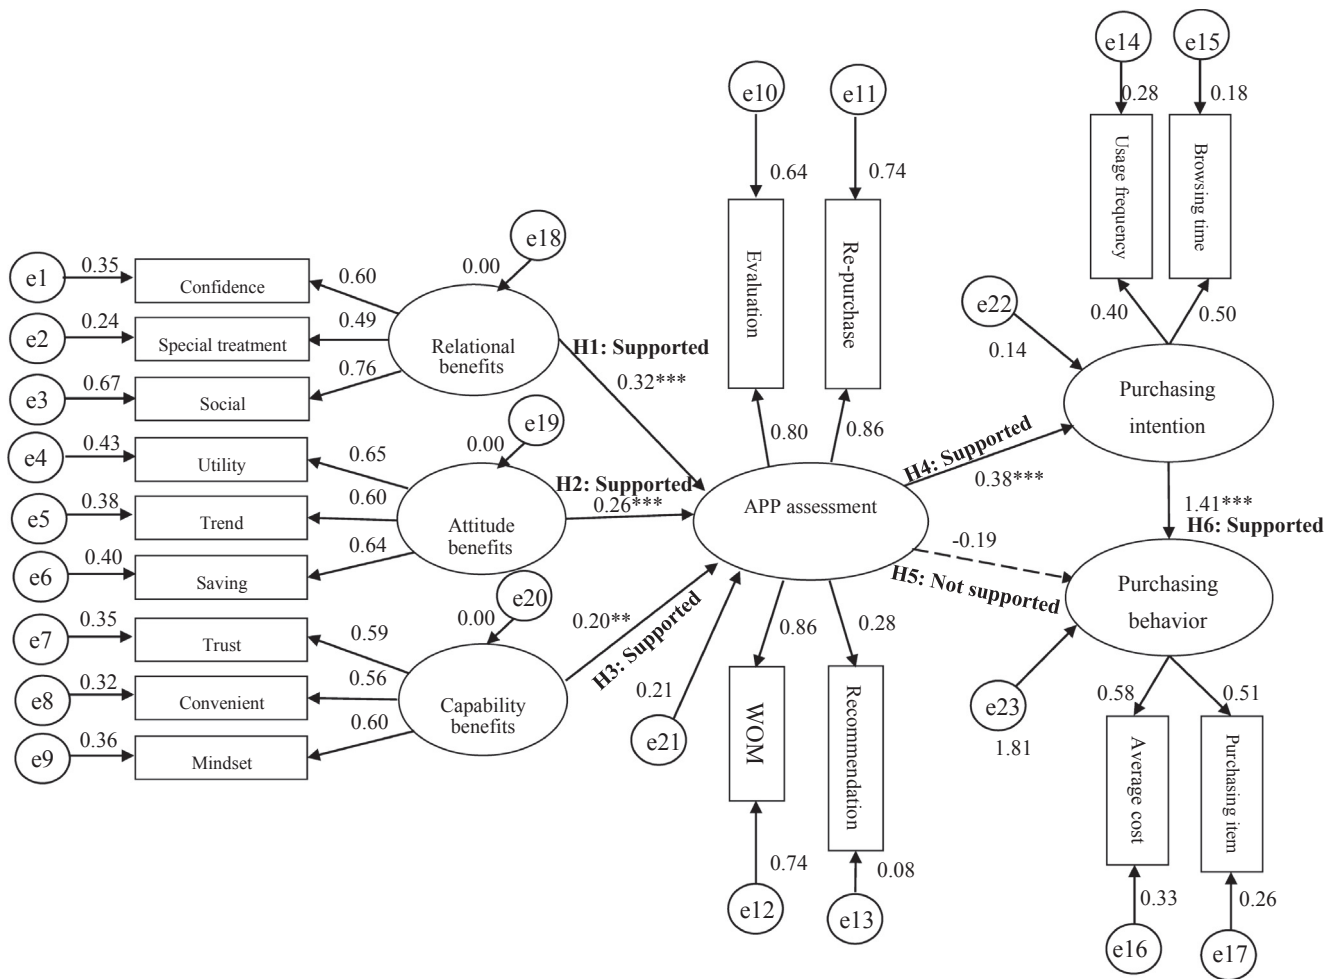 e14
e15
0.28
0.18
Usage frequency
Browsing time
0.40
0.50
e10
e11
0.64
0.74
Evaluation
Re-purchase
0.80
0.86
e18
0.00
e1
0.35
Confidence
0.60
e2
0.24
Special treatment
0.49
e3
0.67
Social
0.76
Relational
benefits
H1: Supported
0.32***
e19
0.00
e4
0.43
Utility
0.65
e5
0.38
Trend
0.60
e6
0.40
Saving
0.64
Attitude
benefits
H2: Supported
0.26***
e20
0.00
e7
0.35
Trust
0.59
e8
0.32
Convenient
0.56
e9
0.36
Mindset
0.60
Capability
benefits
0.20**
H3: Supported
0.21
e21
APP assessment
H4: Supported
0.38***
-0.19
H5: Not supported
e22
0.14
Purchasing
intention
1.41***
H6: Supported
Purchasing
behavior
e23
1.81
0.86
0.28
WOM
Recommendation
0.74
0.08
e12
e13
0.58
0.51
Average cost
Purchasing item
0.33
0.26
e16
e17